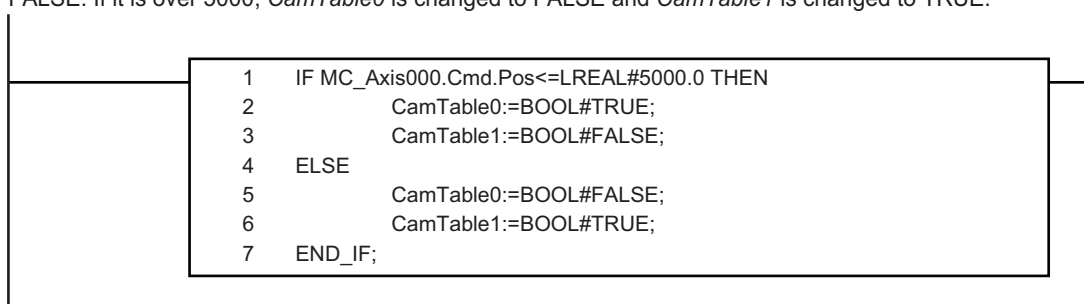 FALSE. If it is over 5000, CamTable0 is changed to FALSE and CamTable1 is changed to TRUE.
1 IF MC_Axis000.Cmd.Pos<=LREAL#5000.0 THEN
2 CamTable0:=BOOL#TRUE;
3 CamTable1:=BOOL#FALSE;
4 ELSE
5 CamTable0:=BOOL#FALSE;
6 CamTable1:=BOOL#TRUE;
7 END_IF;